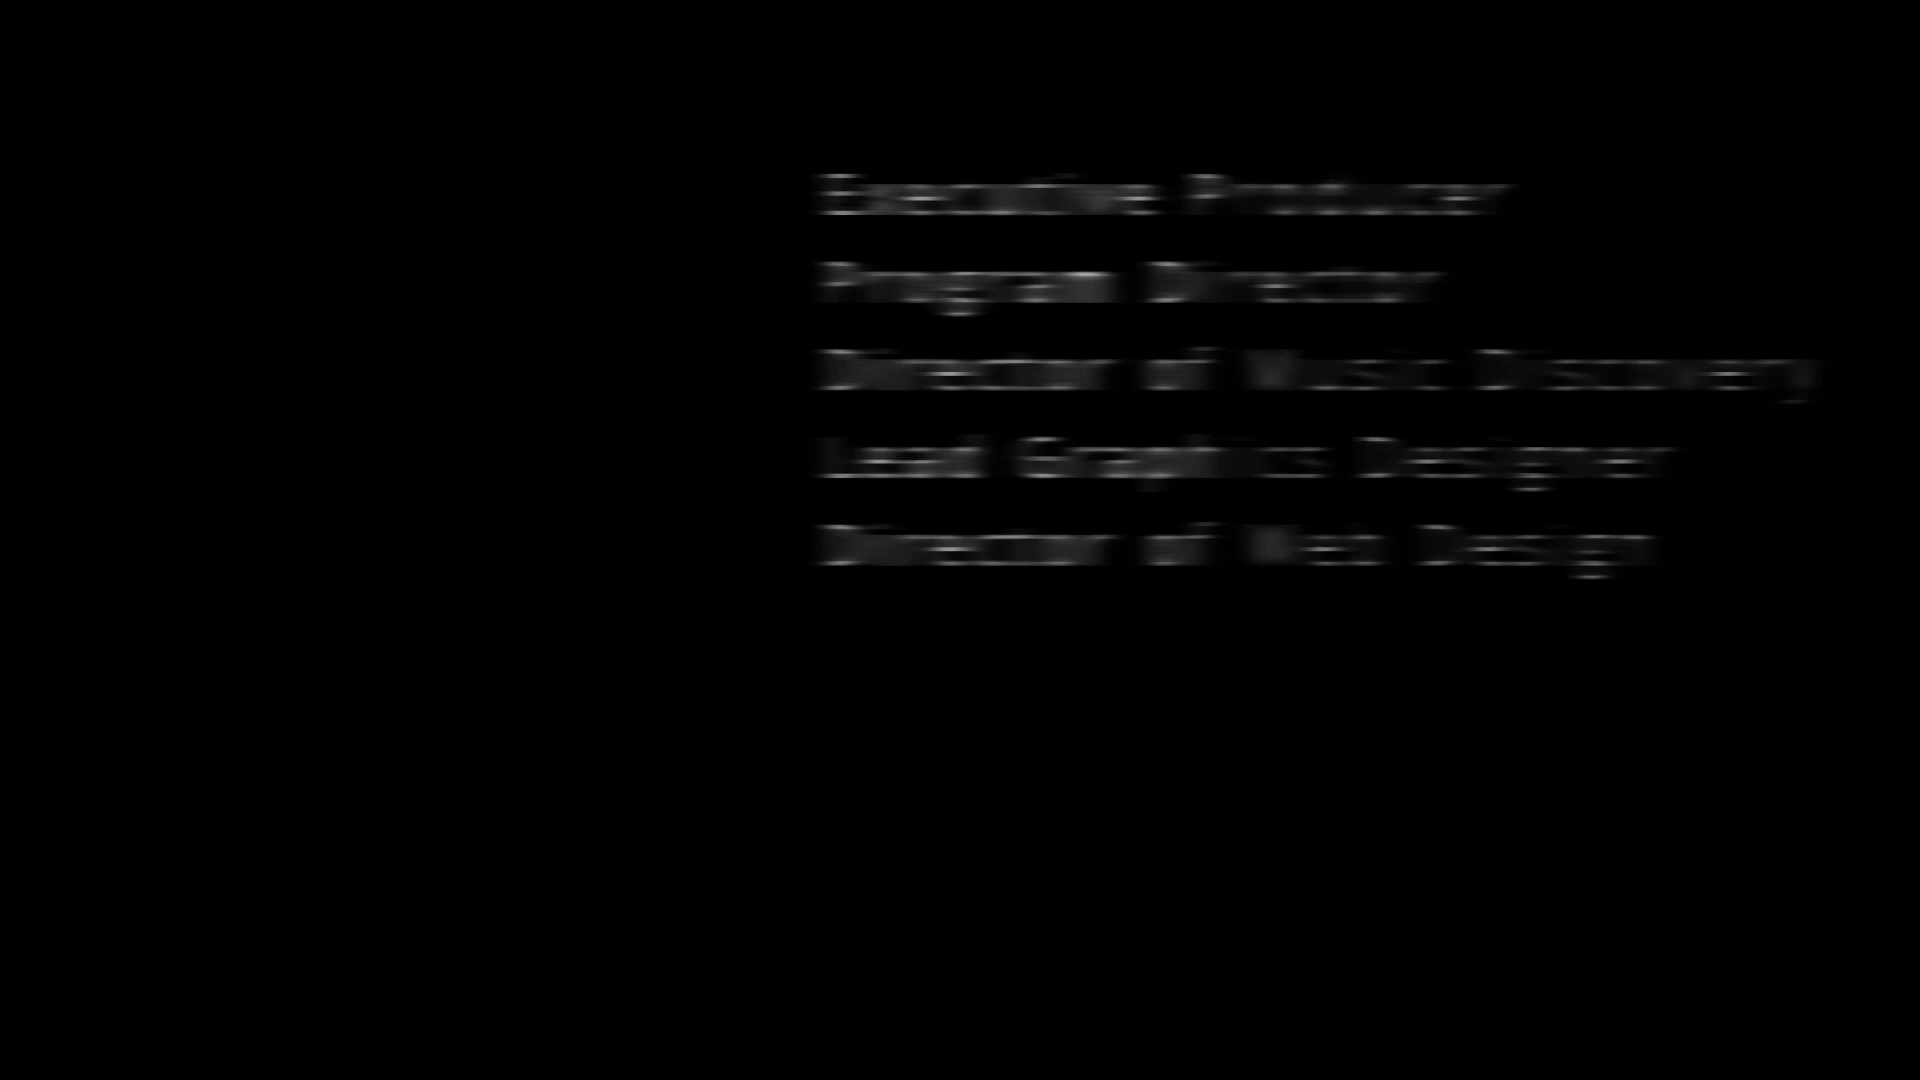 Executive Producer
Program Director
Director of Music Discovery
Lead Graphics Designer
Director of Web Design